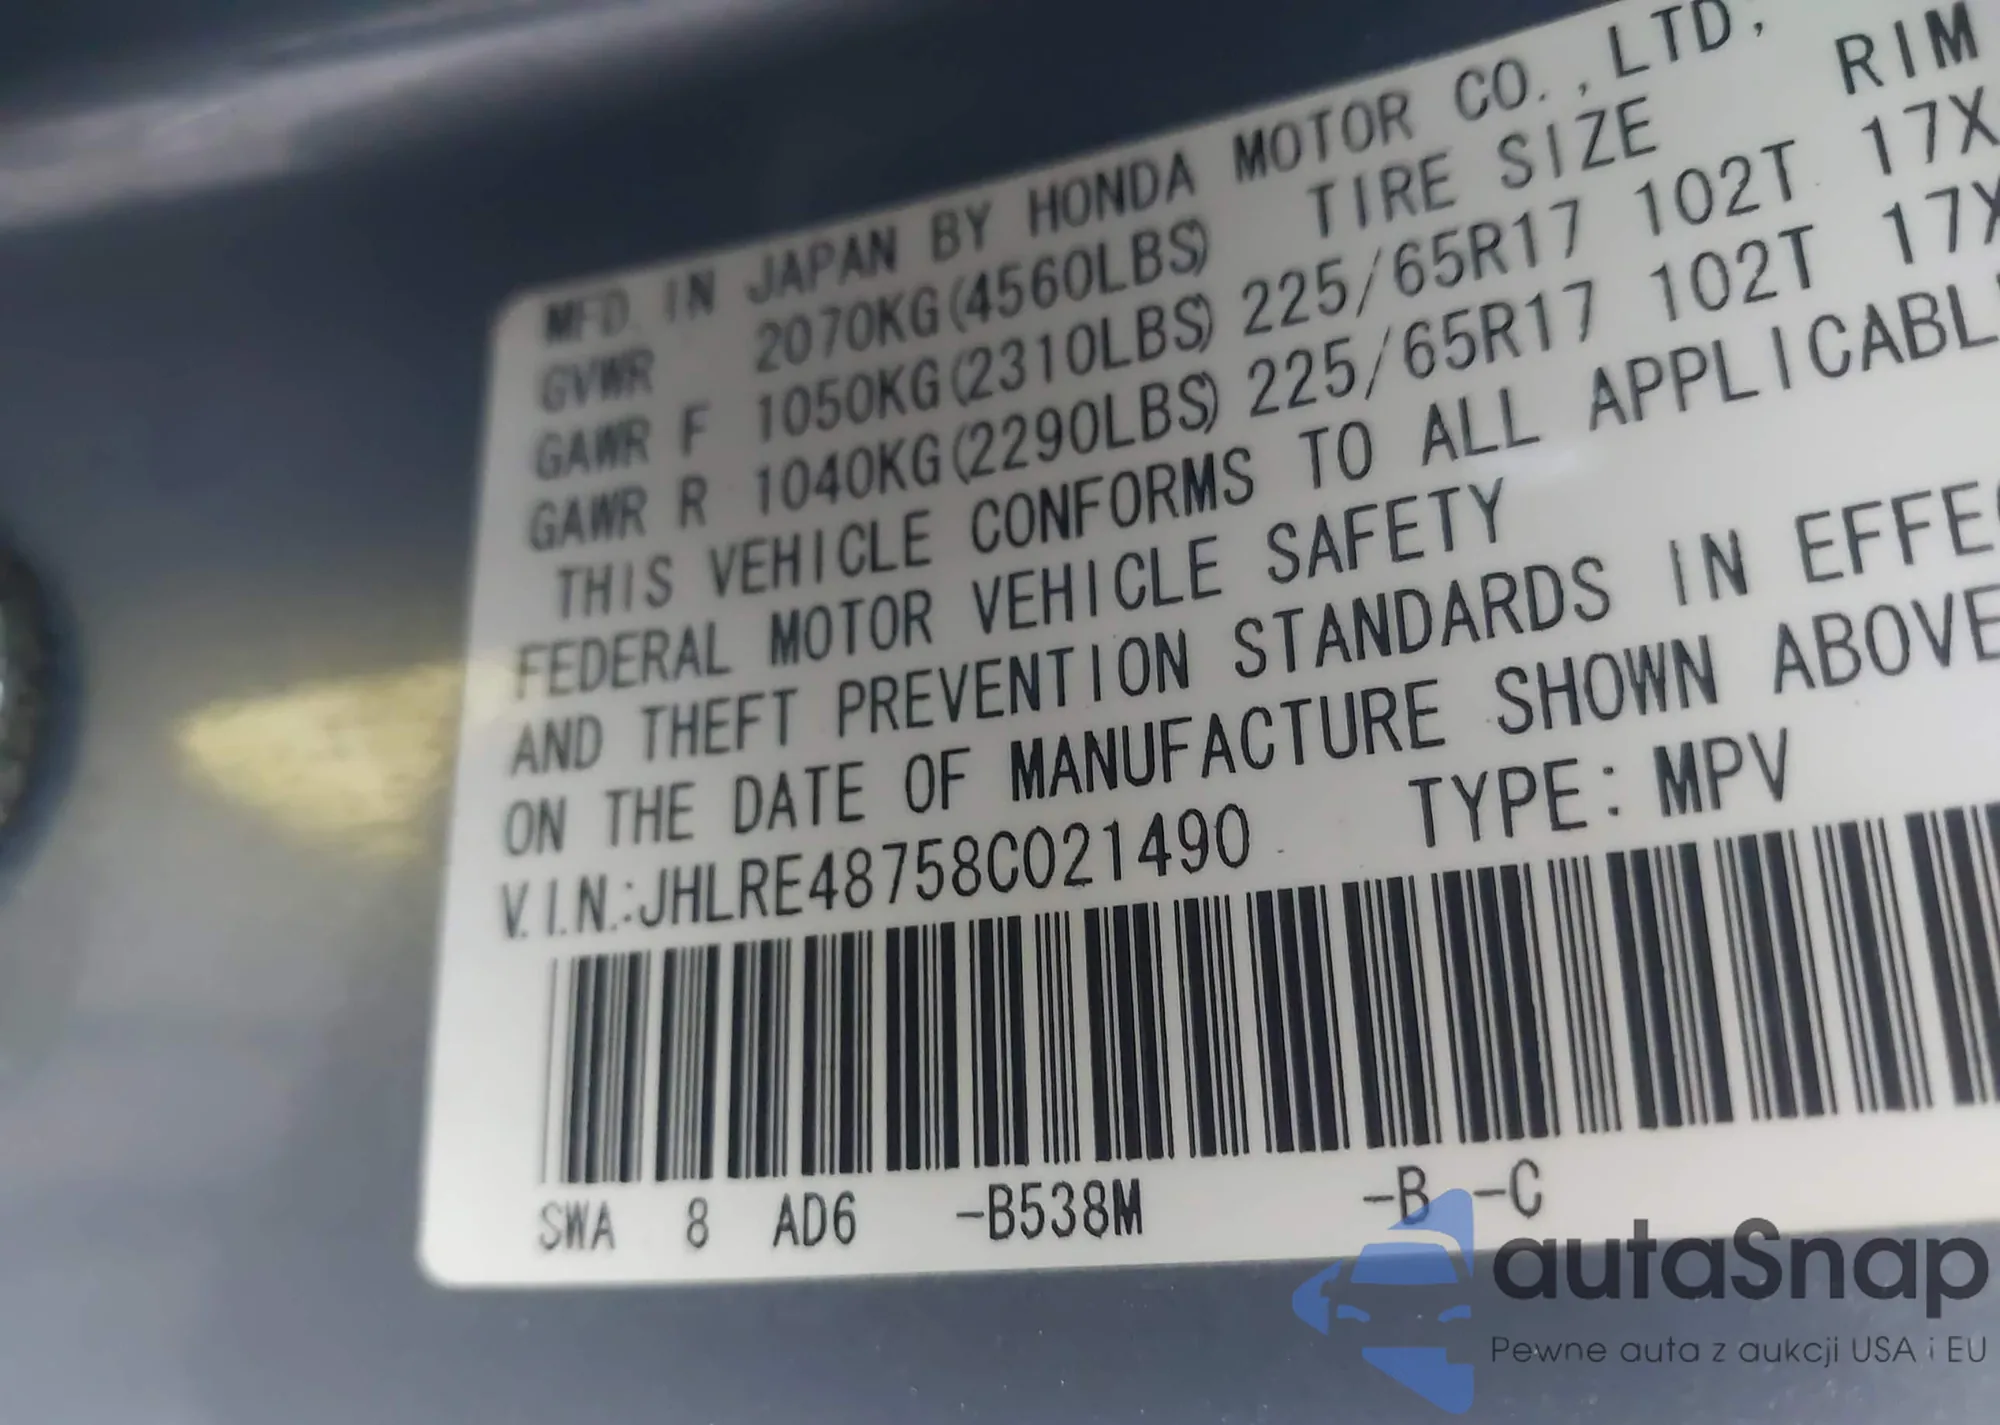 MFD. IN JAPAN BY HONDA MOTOR CO.,LTD,
GVWR 2070KG(4560LBS) TIRE SIZE RIM
GAWR F 1050KG(2310LBS) 225/65R17 102T 17X
GAWR R 1040KG(2290LBS) 225/65R17 102T 17X
THIS VEHICLE CONFORMS TO ALL APPLICABL
FEDERAL MOTOR VEHICLE SAFETY
AND THEFT PREVENTION STANDARDS IN EFFE
ON THE DATE OF MANUFACTURE SHOWN ABOVE
V.I.N.:JHLRE48758C021490 TYPE:MPV
SWA 8 AD6 -B538M -B -C
autaSnap
Pewne auta z aukcji USA i EU